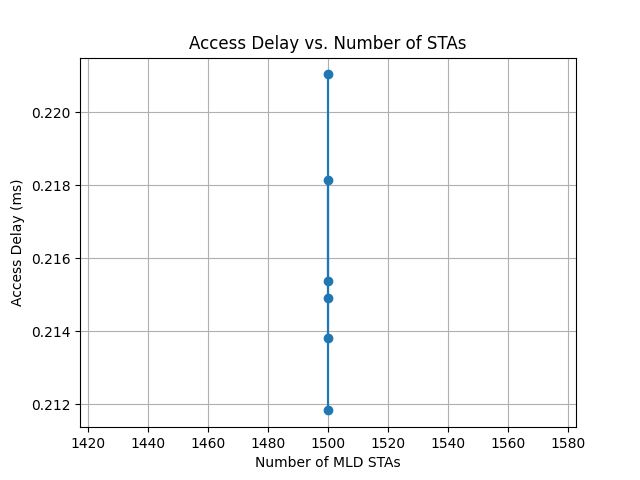 Access Delay vs. Number of STAs
Access Delay (ms)
0.220
0.218
0.216
0.214
0.212
1420 1440 1460 1480 1500 1520 1540 1560 1580
Number of MLD STAs